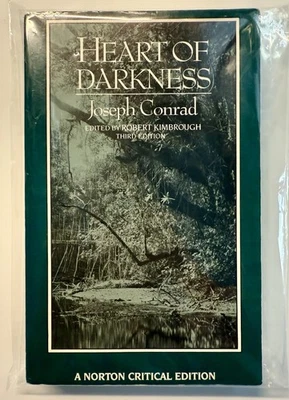 HEART OF
DARKNESS
Joseph Conrad
EDITED BY ROBERT KIMBROUGH
THIRD EDITION
A NORTON CRITICAL EDITION